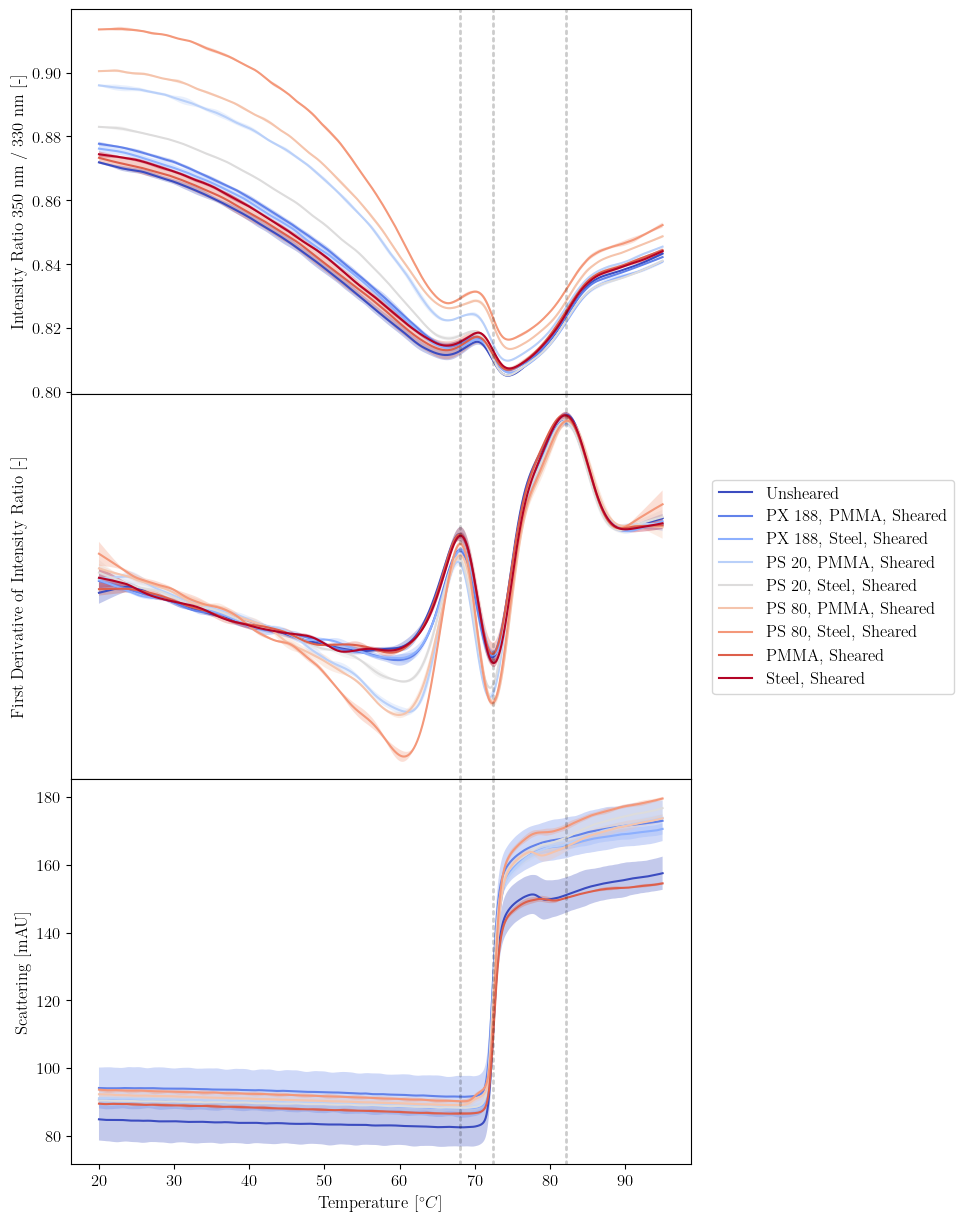 Intensity Ratio 350 nm / 330 nm [-]
0.90
0.88
0.86
0.84
0.82
0.80
First Derivative of Intensity Ratio [-]
Unsheared
PX 188, PMMA, Sheared
PX 188, Steel, Sheared
PS 20, PMMA, Sheared
PS 20, Steel, Sheared
PS 80, PMMA, Sheared
PS 80, Steel, Sheared
PMMA, Sheared
Steel, Sheared
Scattering [mAU]
180
160
140
120
100
80
20 30 40 50 60 70 80 90
Temperature [°C]